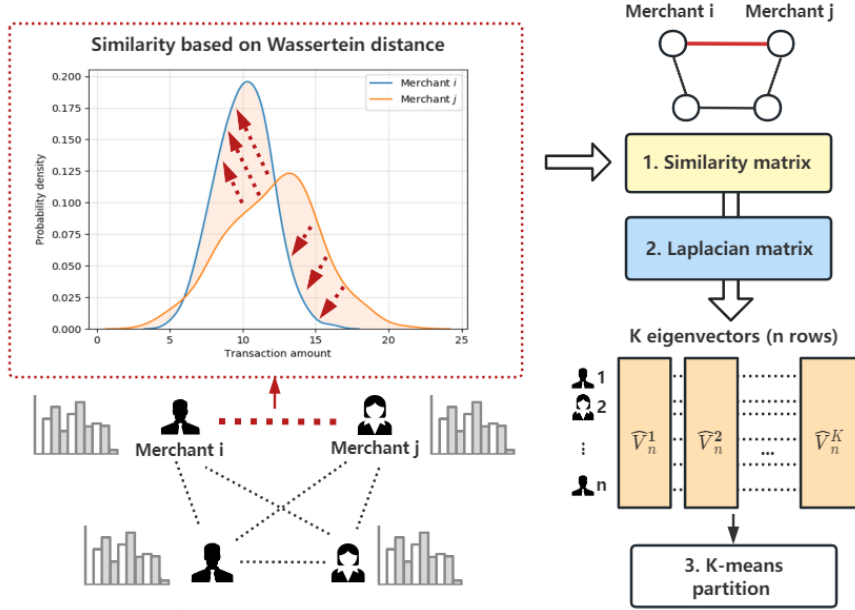 Similarity based on Wassertein distance
Merchant i
Merchant j
0.200
0.175
0.150
0.125
0.100
0.075
0.050
0.025
0.000
Probability density
0
5
10
15
20
25
Transaction amount
Merchant i
Merchant j
Merchant i Merchant j
1. Similarity matrix
2. Laplacian matrix
K eigenvectors (n rows)
1
2
⋮
n
V̂ₙ¹
V̂ₙ²
...
V̂ₙᴷ
3. K-means
partition